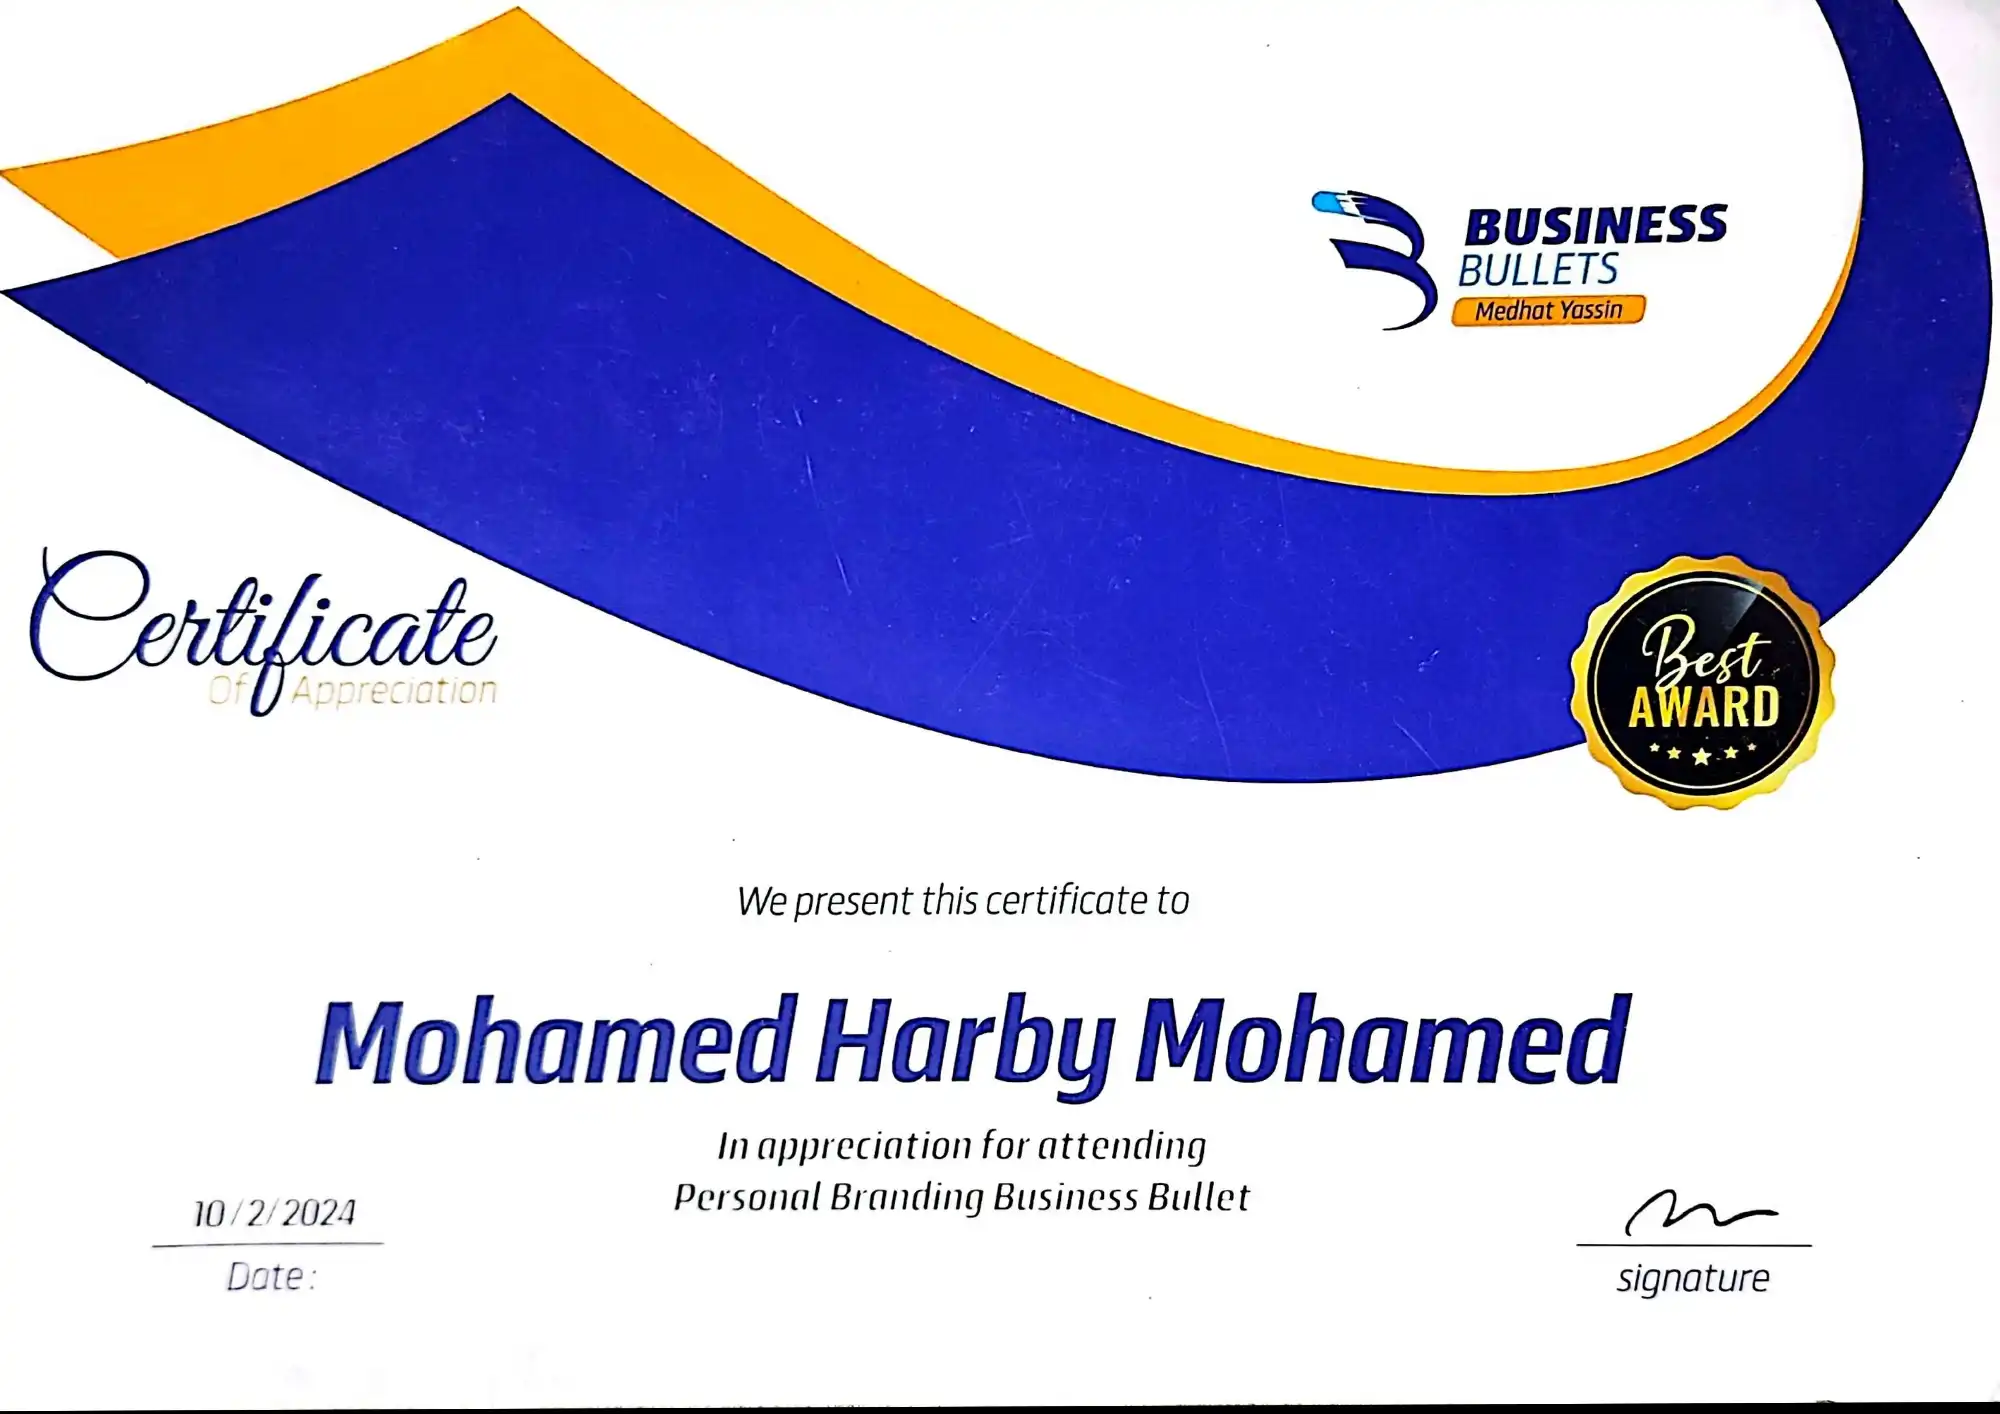 BUSINESS
BULLETS
Medhat Yassin
Certificate
Of Appreciation
Best
AWARD
We present this certificate to
Mohamed Harby Mohamed
In appreciation for attending
Personal Branding Business Bullet
10/2/2024
Date:
signature